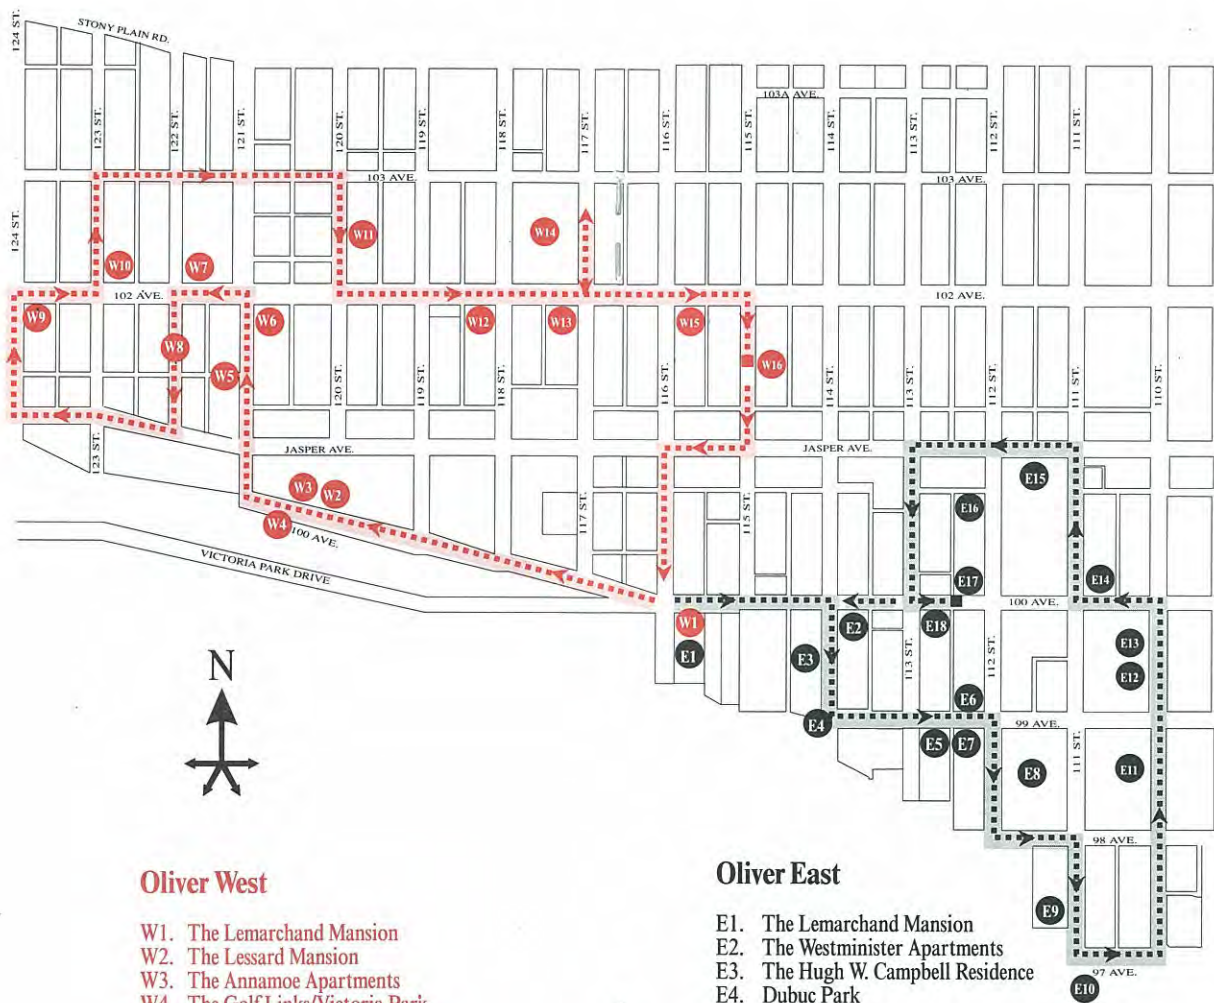 124 ST.
STONY PLAIN RD.
103A AVE.
123 ST.
122 ST.
121 ST.
120 ST.
119 ST.
118 ST.
117 ST.
116 ST.
115 ST.
114 ST.
113 ST.
112 ST.
111 ST.
103 AVE.
103 AVE.
124 ST.
W11
W14
W10
W7
102 AVE.
102 AVE.
W9
W6
W12
W13
W15
W8
W5
W16
120 ST.
119 ST.
118 ST.
116 ST.
114 ST.
113 ST.
112 ST.
111 ST.
110 ST.
123 ST.
JASPER AVE.
JASPER AVE.
W3
W2
W4
117 ST.
115 ST.
E15
E16
100 AVE.
VICTORIA PARK DRIVE
E17
E14
100 AVE.
W1
E1
E2
E18
E3
113 ST.
112 ST.
E13
E12
E6
E4
99 AVE.
E5
E7
111 ST.
E8
E11
N
98 AVE.
E9
97 AVE.
E10
Oliver West
W1. The Lemarchand Mansion
W2. The Lessard Mansion
W3. The Annamoe Apartments
W4. The Golf Links/Victoria Park
Oliver East
E1. The Lemarchand Mansion
E2. The Westminister Apartments
E3. The Hugh W. Campbell Residence
E4. Dubuc Park